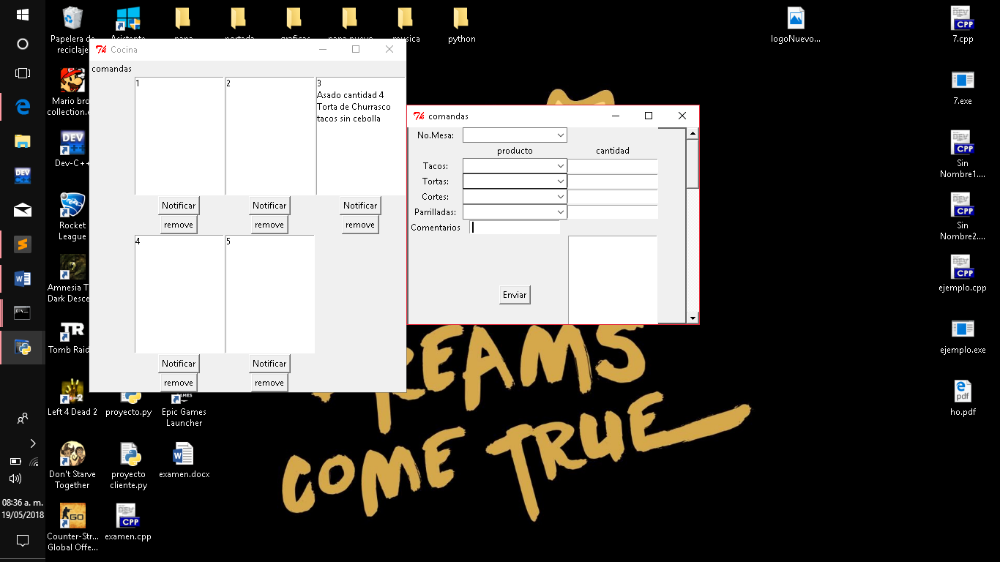 Papelera de
reciclaje
Asistente
papa
portada
graficas
papa nuevo
musica
python
logoNuevo...
7.cpp
Cocina
comandas
1
2
3
Asado cantidad 4
Torta de Churrasco
tacos sin cebolla
Notificar
Notificar
Notificar
remove
remove
remove
4
5
Notificar
Notificar
remove
remove
comandas
No.Mesa:
producto
cantidad
Tacos:
Tortas:
Cortes:
Parrilladas:
Comentarios
Enviar
Mario bro
collection.e
Dev-C++
Rocket
League
Amnesia T
Dark Desce
Tomb Raid
Left 4 Dead 2
proyecto.py
Epic Games
Launcher
Don't Starve
Together
proyecto
cliente.py
examen.docx
Counter-Str...
Global Offe...
examen.cpp
7.exe
Sin
Nombre1....
Sin
Nombre2....
ejemplo.cpp
ejemplo.exe
ho.pdf
REAMS
COME TRUE
08:36 a. m.
19/05/2018